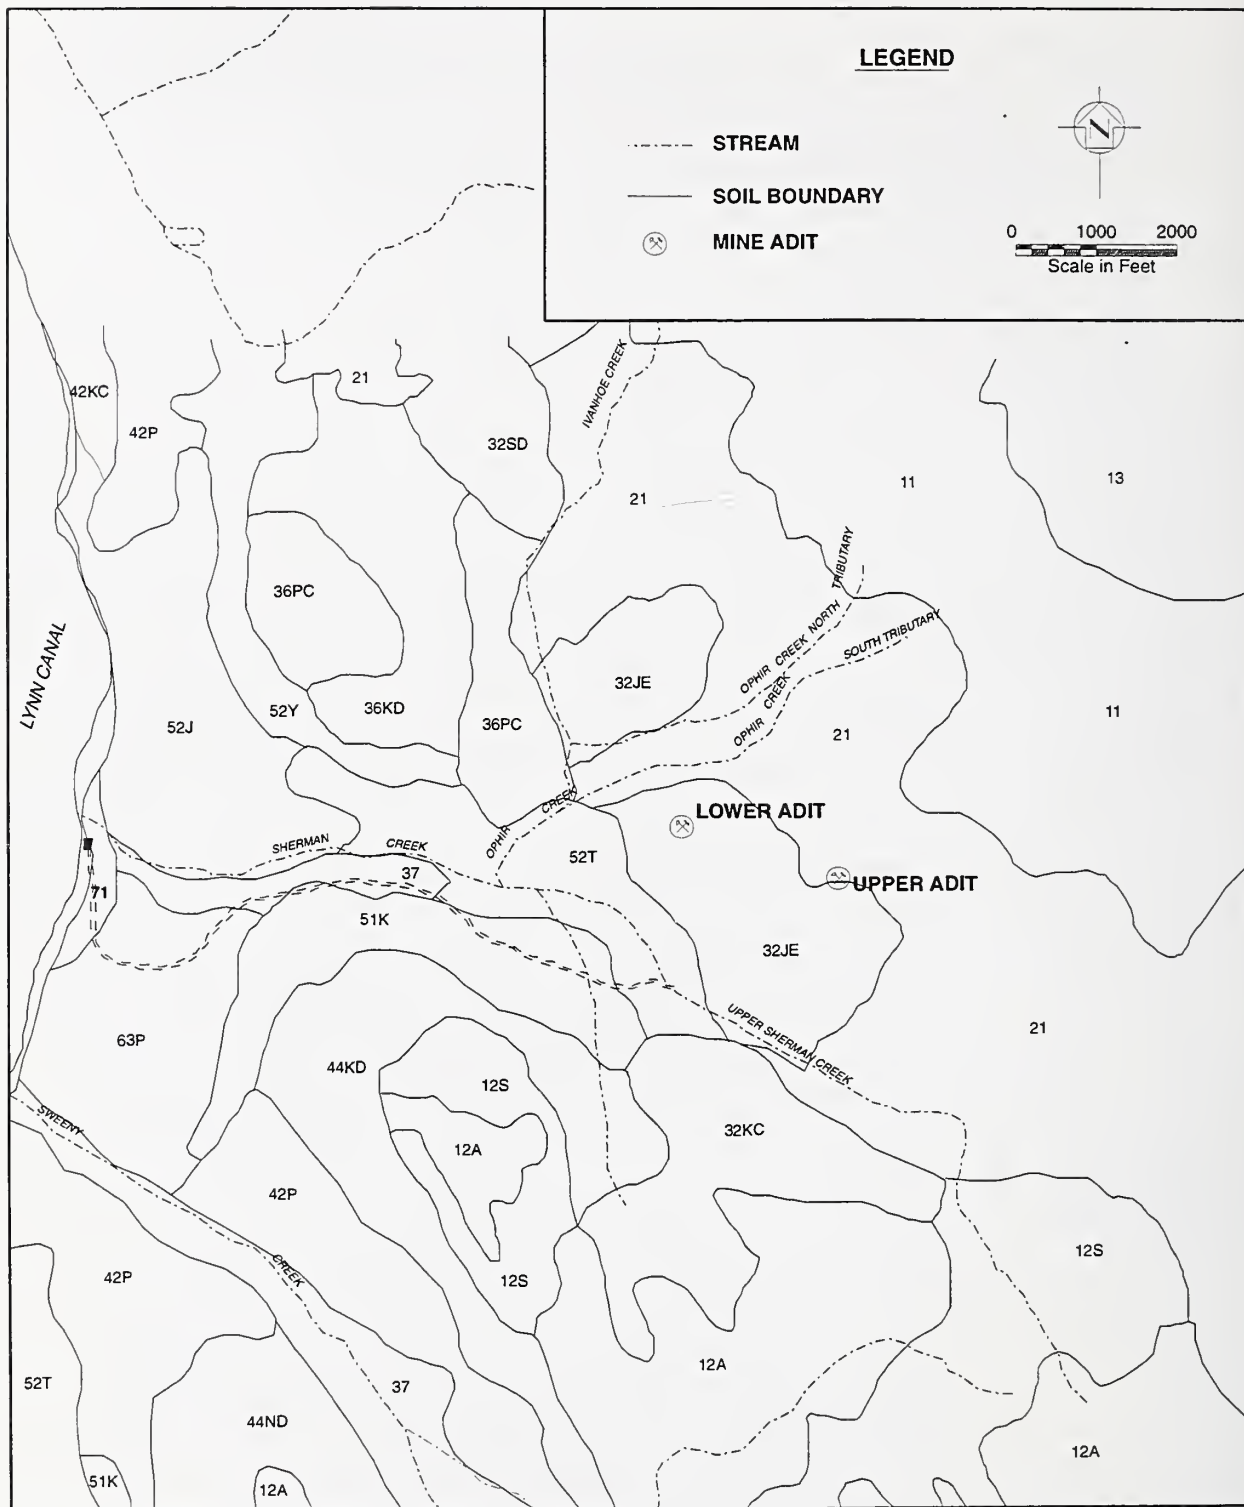 LEGEND
N
STREAM
SOIL BOUNDARY
MINE ADIT
0 1000 2000
Scale in Feet
IVANHOE CREEK
21
42KC
42P
32SD
21
11
13
TRIBUTARY
36PC
OPHIR CREEK NORTH
SOUTH TRIBUTARY
LYNN CANAL
32JE
52J
52Y
36KD
36PC
OPHIR CREEK
21
11
OPHIR CREEK
LOWER ADIT
SHERMAN CREEK
52T
37
71
UPPER ADIT
51K
32JE
63P
UPPER SHERMAN CREEK
21
44KD
12S
SWEENY
32KC
12A
42P
12S
12S
42P
CREEK
12A
52T
37
44ND
12A
51K
12A